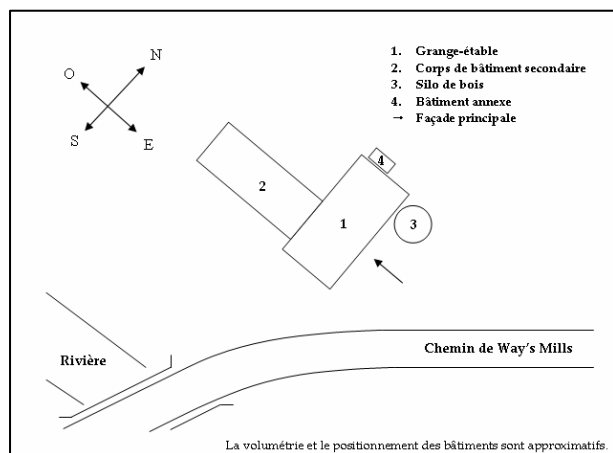 N
O
S
E
1. Grange-étable
2. Corps de bâtiment secondaire
3. Silo de bois
4. Bâtiment annexe
→ Façade principale
4
2
1
3
Rivière
Chemin de Way's Mills
La volumétrie et le positionnement des bâtiments sont approximatifs.